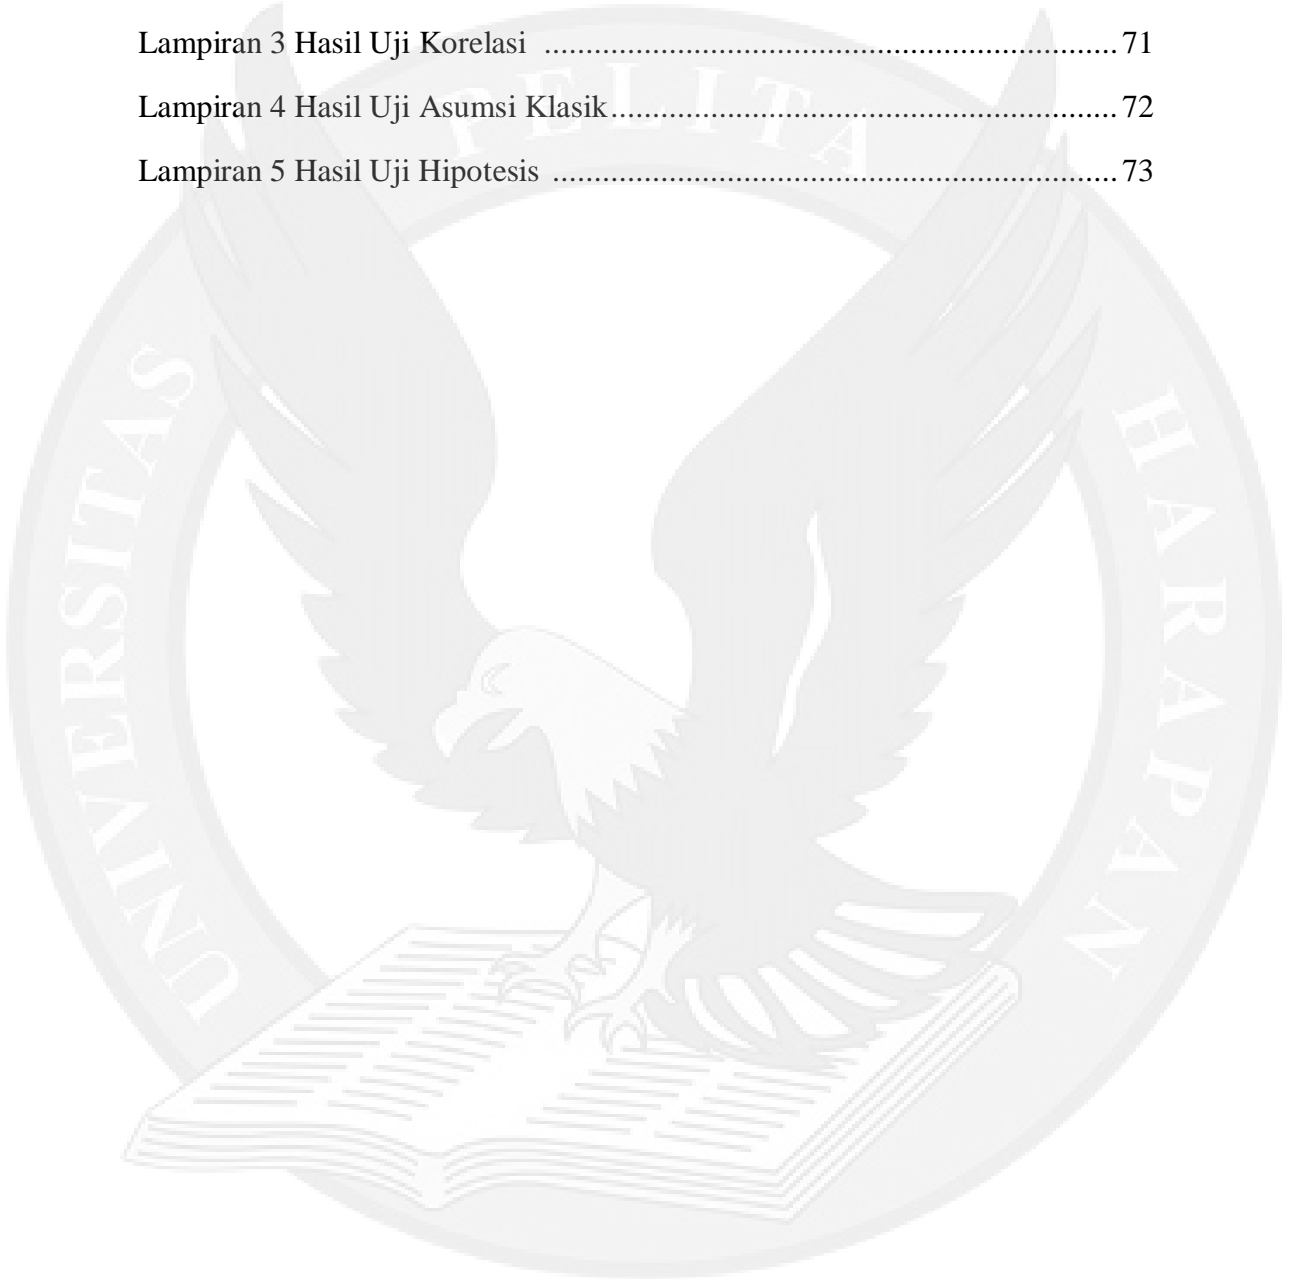 Lampiran 3 Hasil Uji Korelasi ..................................................................... 71
Lampiran 4 Hasil Uji Asumsi Klasik............................................................. 72
Lampiran 5 Hasil Uji Hipotesis .................................................................... 73
UNIVERSITAS PELITA HARAPAN